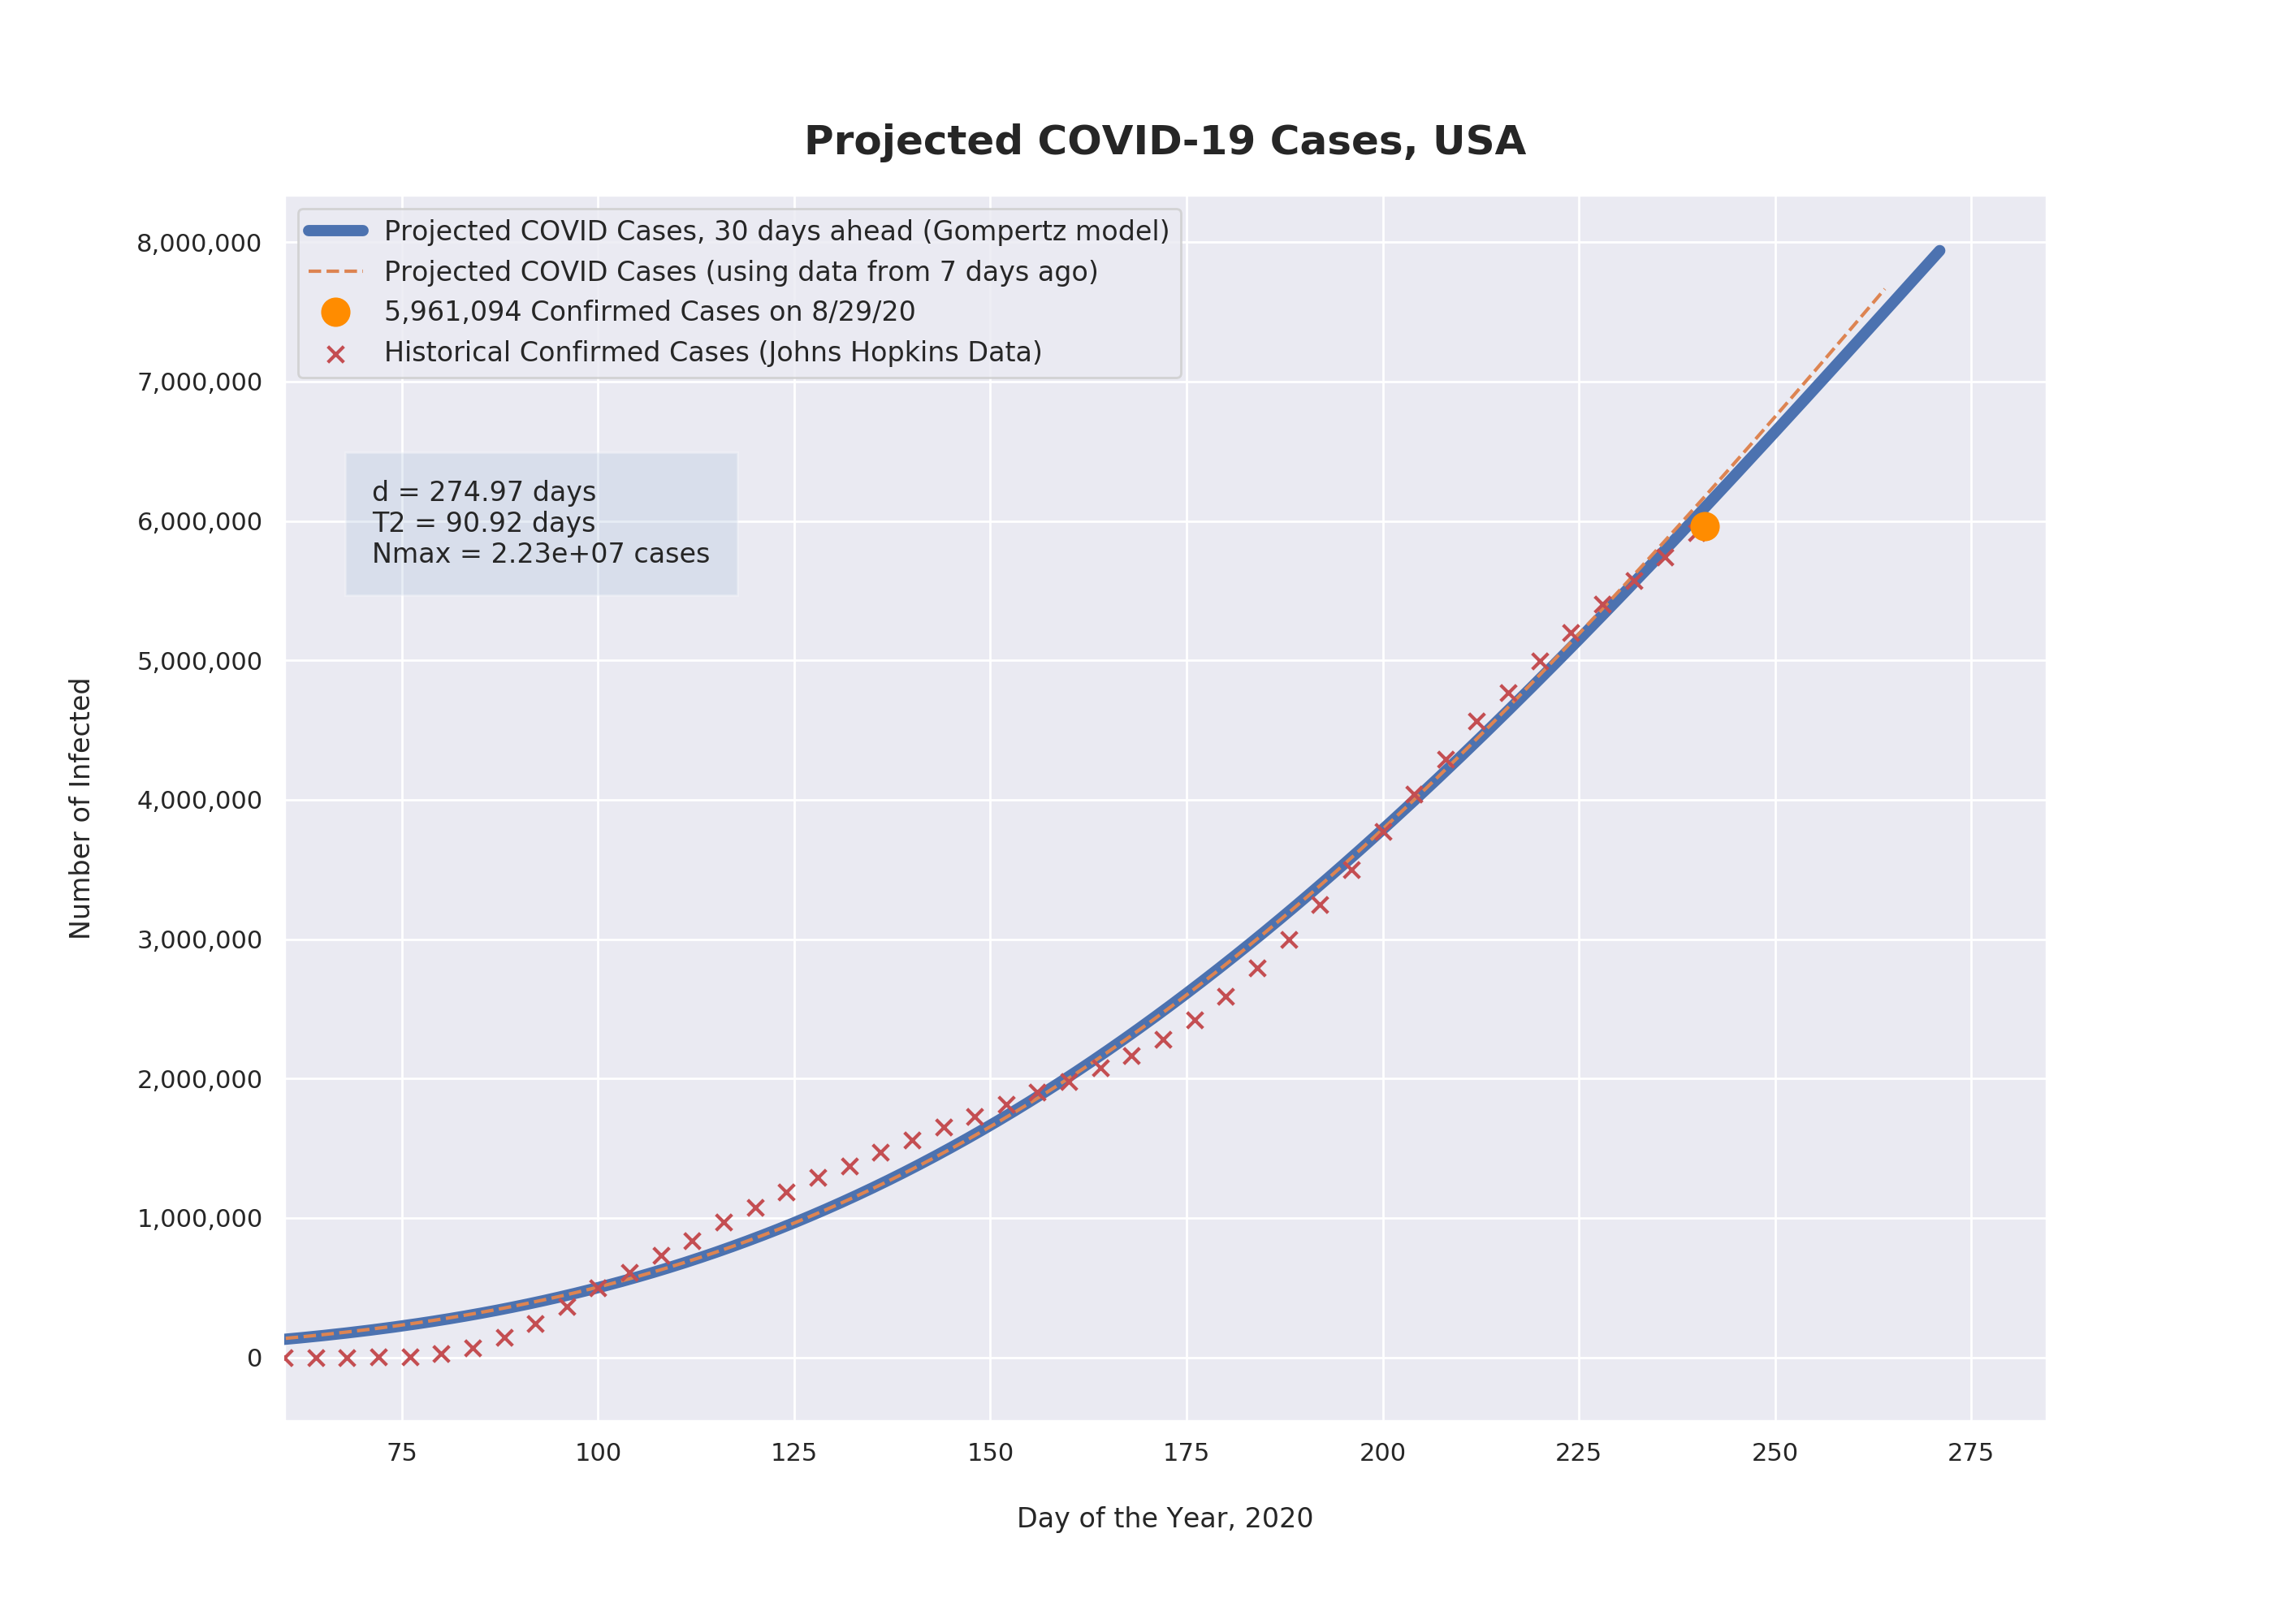 Projected COVID-19 Cases, USA
Projected COVID Cases, 30 days ahead (Gompertz model)
Projected COVID Cases (using data from 7 days ago)
5,961,094 Confirmed Cases on 8/29/20
Historical Confirmed Cases (Johns Hopkins Data)
d = 274.97 days
T2 = 90.92 days
Nmax = 2.23e+07 cases
Number of Infected
8,000,000
7,000,000
6,000,000
5,000,000
4,000,000
3,000,000
2,000,000
1,000,000
0
75 100 125 150 175 200 225 250 275
Day of the Year, 2020